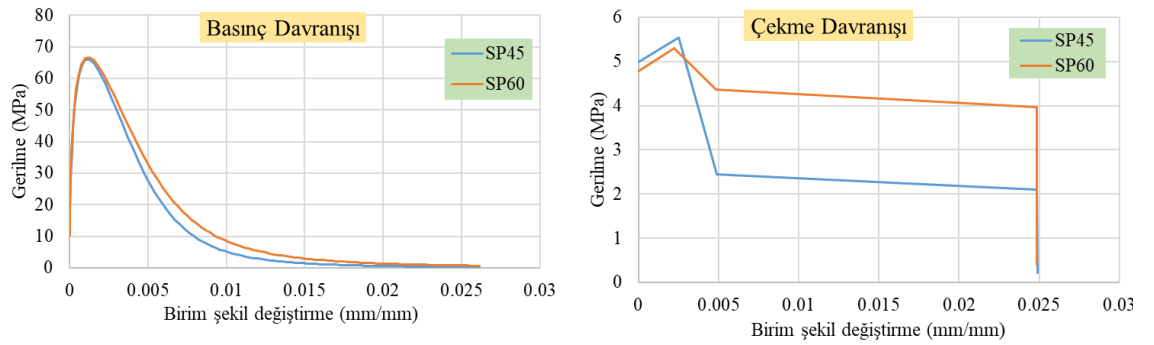 Basınç Davranışı
SP45
SP60
80
70
60
50
40
30
20
10
0
Gerilme (MPa)
0 0.005 0.01 0.015 0.02 0.025 0.03
Birim şekil değiştirme (mm/mm)
Çekme Davranışı
SP45
SP60
6
5
4
3
2
1
0
Gerilme (MPa)
0 0.005 0.01 0.015 0.02 0.025 0.03
Birim şekil değiştirme (mm/mm)